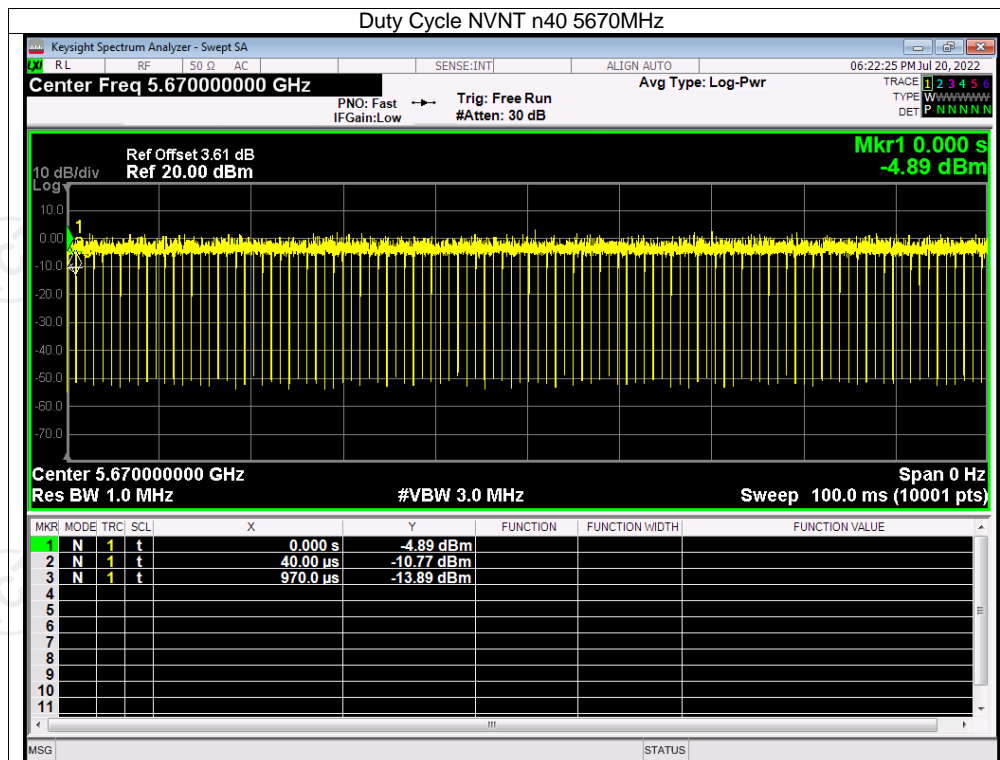 Duty Cycle NVNT n40 5670MHz
Keysight Spectrum Analyzer - Swept SA
LXI RL RF 50 Ω AC SENSE:INT ALIGN AUTO 06:22:25 PM Jul 20, 2022
Center Freq 5.670000000 GHz
PNO: Fast
IFGain:Low
Trig: Free Run
#Atten: 30 dB
Avg Type: Log-Pwr
TRACE 1 2 3 4 5 6
TYPE WWWWWW
DET P N N N N N
Mkr1 0.000 s
-4.89 dBm
Ref Offset 3.61 dB
10 dB/div Ref 20.00 dBm
Log
10.0
0.00
-10.0
-20.0
-30.0
-40.0
-50.0
-60.0
-70.0
1
Center 5.670000000 GHz Span 0 Hz
Res BW 1.0 MHz #VBW 3.0 MHz Sweep 100.0 ms (10001 pts)
MKR MODE TRC SCL X Y FUNCTION FUNCTION WIDTH FUNCTION VALUE
1 N 1 t 0.000 s -4.89 dBm
2 N 1 t 40.00 µs -10.77 dBm
3 N 1 t 970.0 µs -13.89 dBm
4
5
6
7
8
9
10
11
MSG STATUS